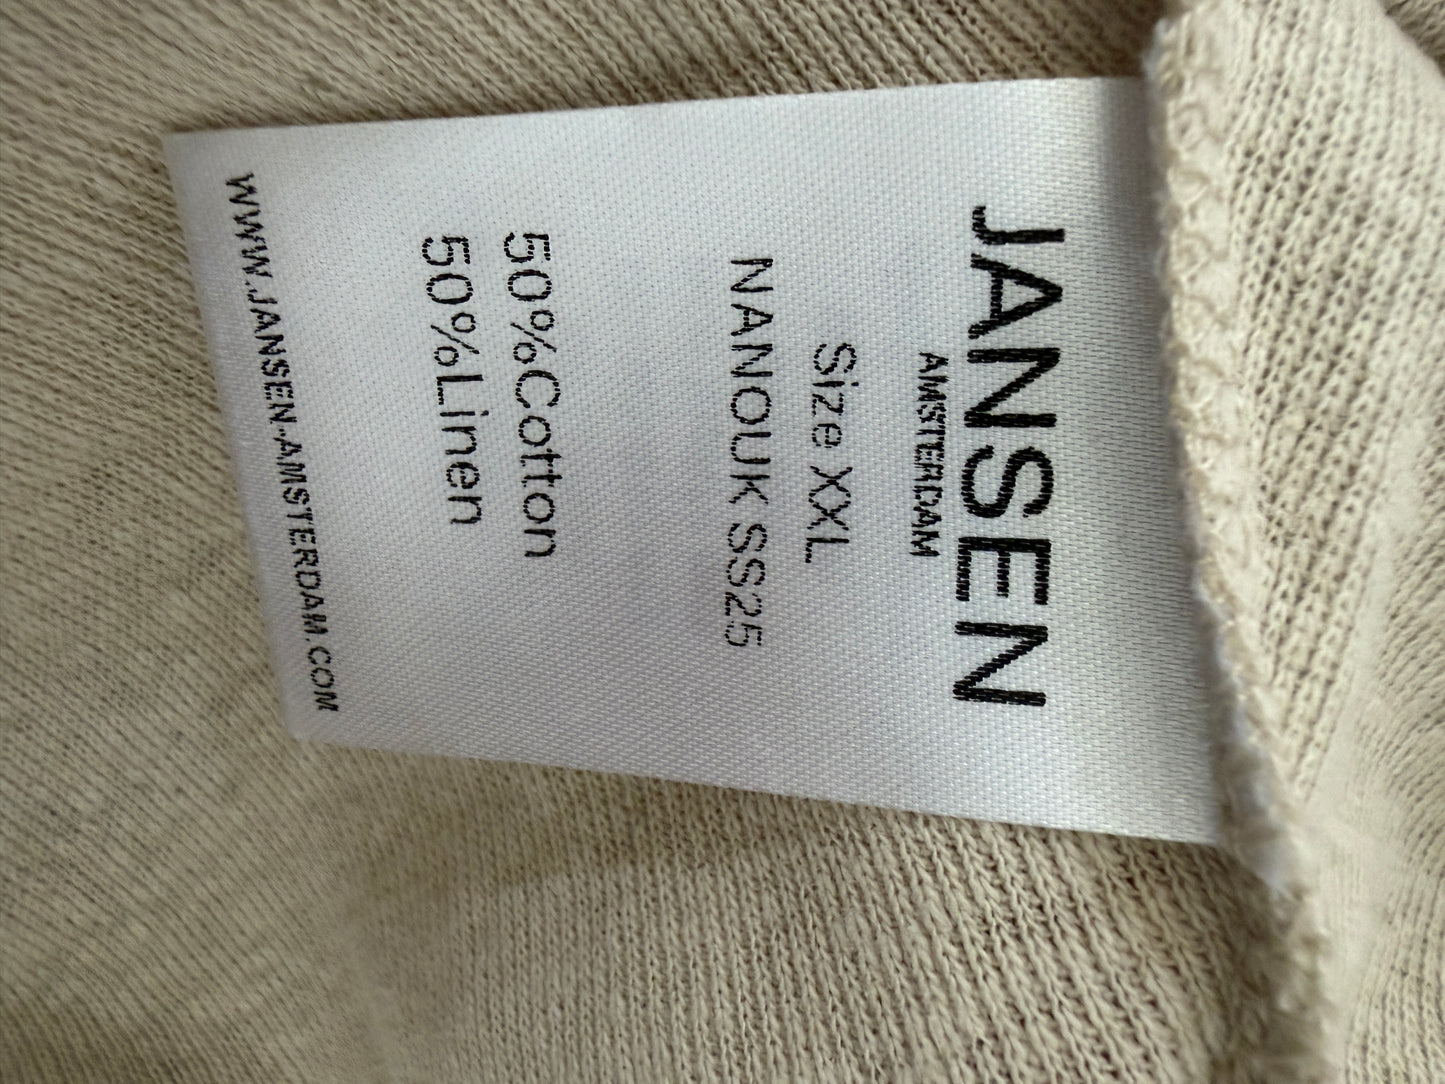 JANSEN
AMSTERDAM
Size XXL
NANOUK SS25
50%Cotton
50%Linen
WWW.JANSEN-AMSTERDAM.COM